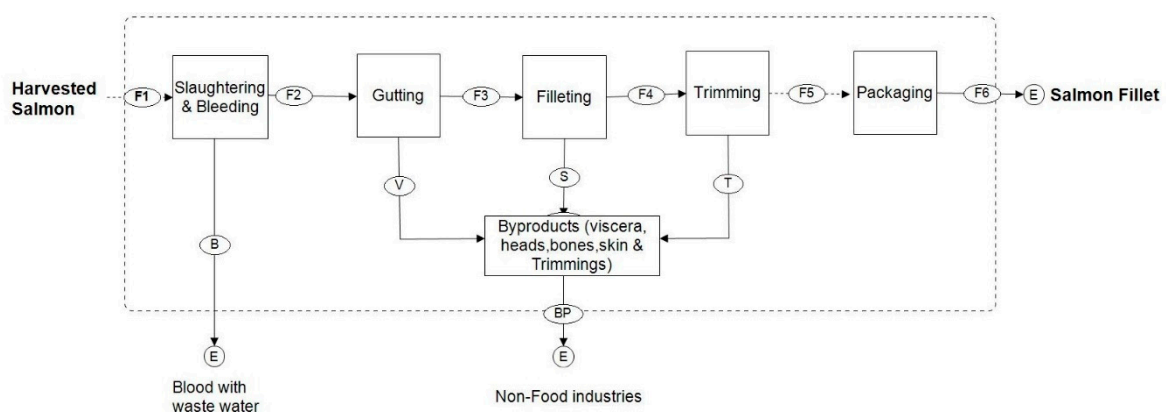 Harvested
Salmon
F1
Slaughtering
& Bleeding
F2
Gutting
F3
Filleting
F4
Trimming
F5
Packaging
F6
E
Salmon Fillet
V
S
T
Byproducts (viscera,
heads,bones,skin &
Trimmings)
B
BP
E
E
Blood with
waste water
Non-Food industries